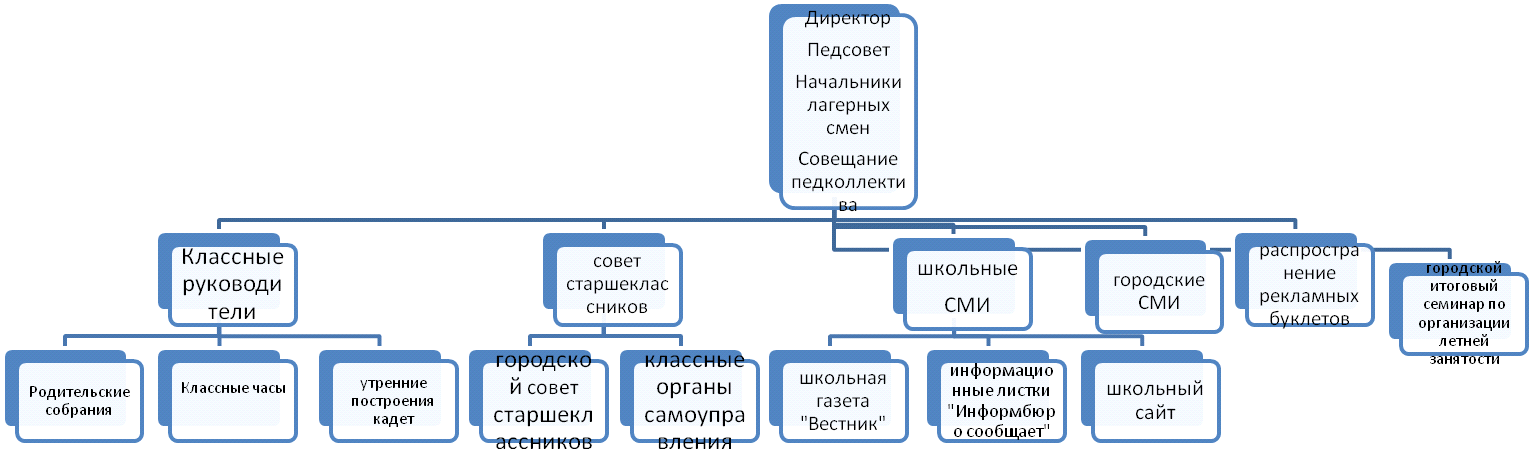 Директор
Педсовет
Начальники
лагерных
смен
Совещание
педколлекти
ва
Классные
руководи
тели
совет
старшеклас
сников
школьные
СМИ
городские
СМИ
распростра
нение
рекламных
буклетов
городской
итоговый
семинар по
организации
летней
занятости
Родительские
собрания
Классные часы
утренние
построения
кадет
городско
й совет
старшекл
ассников
классные
органы
самоупра
вления
школьная
газета
"Вестник"
информацио
нные листки
"Информбюр
о сообщает"
школьный
сайт